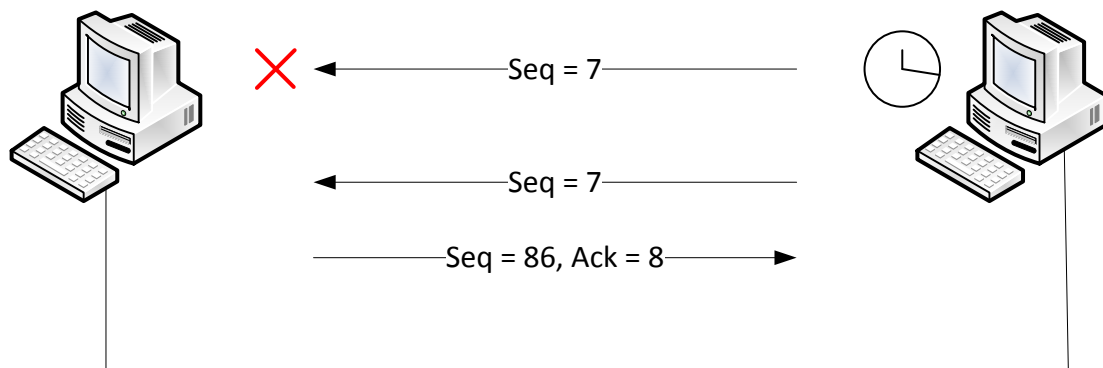 Seq = 7
Seq = 7
Seq = 86, Ack = 8